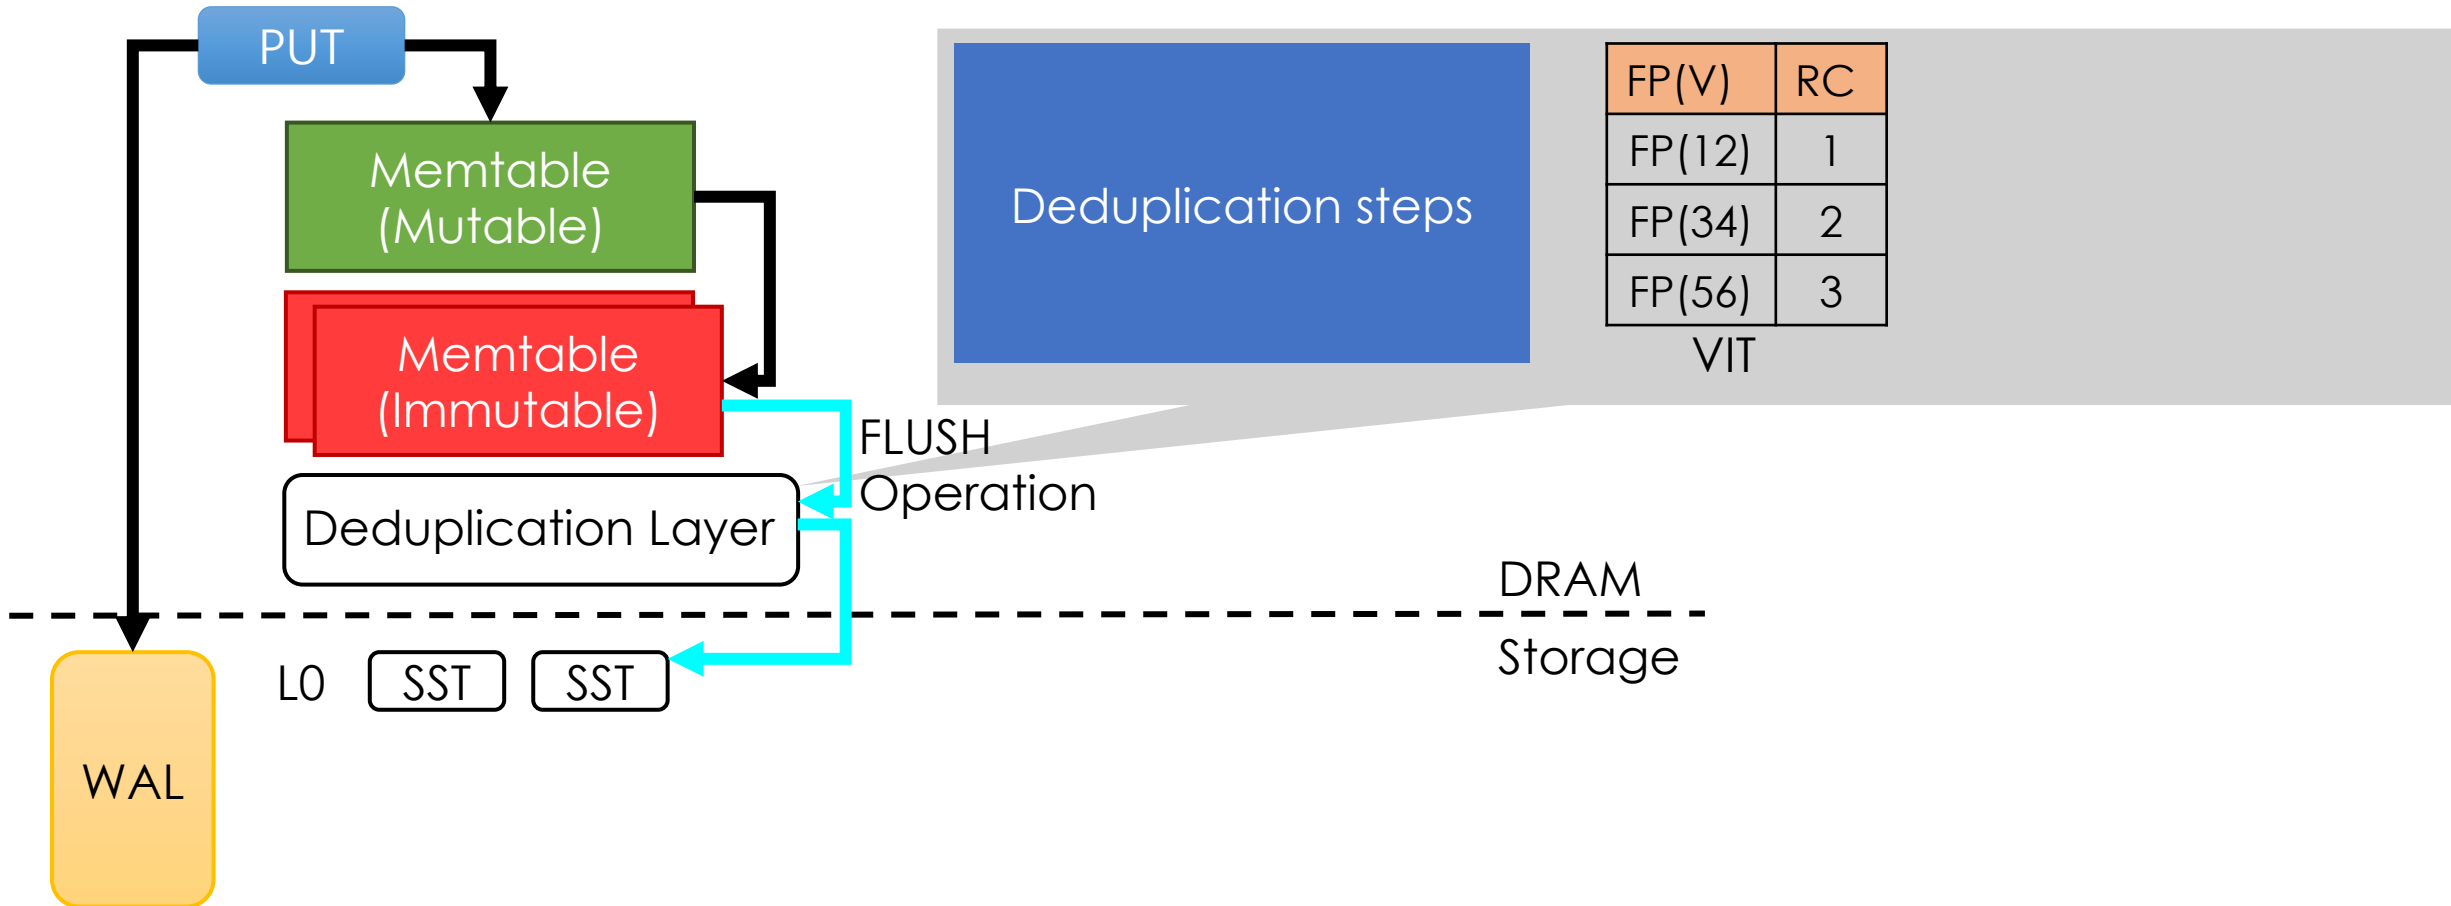 PUT
Memtable
(Mutable)
Memtable
(Immutable)
FLUSH
Operation
Deduplication Layer
Deduplication steps
FP(V) RC
FP(12) 1
FP(34) 2
FP(56) 3
VIT
DRAM
Storage
L0 SST SST
WAL